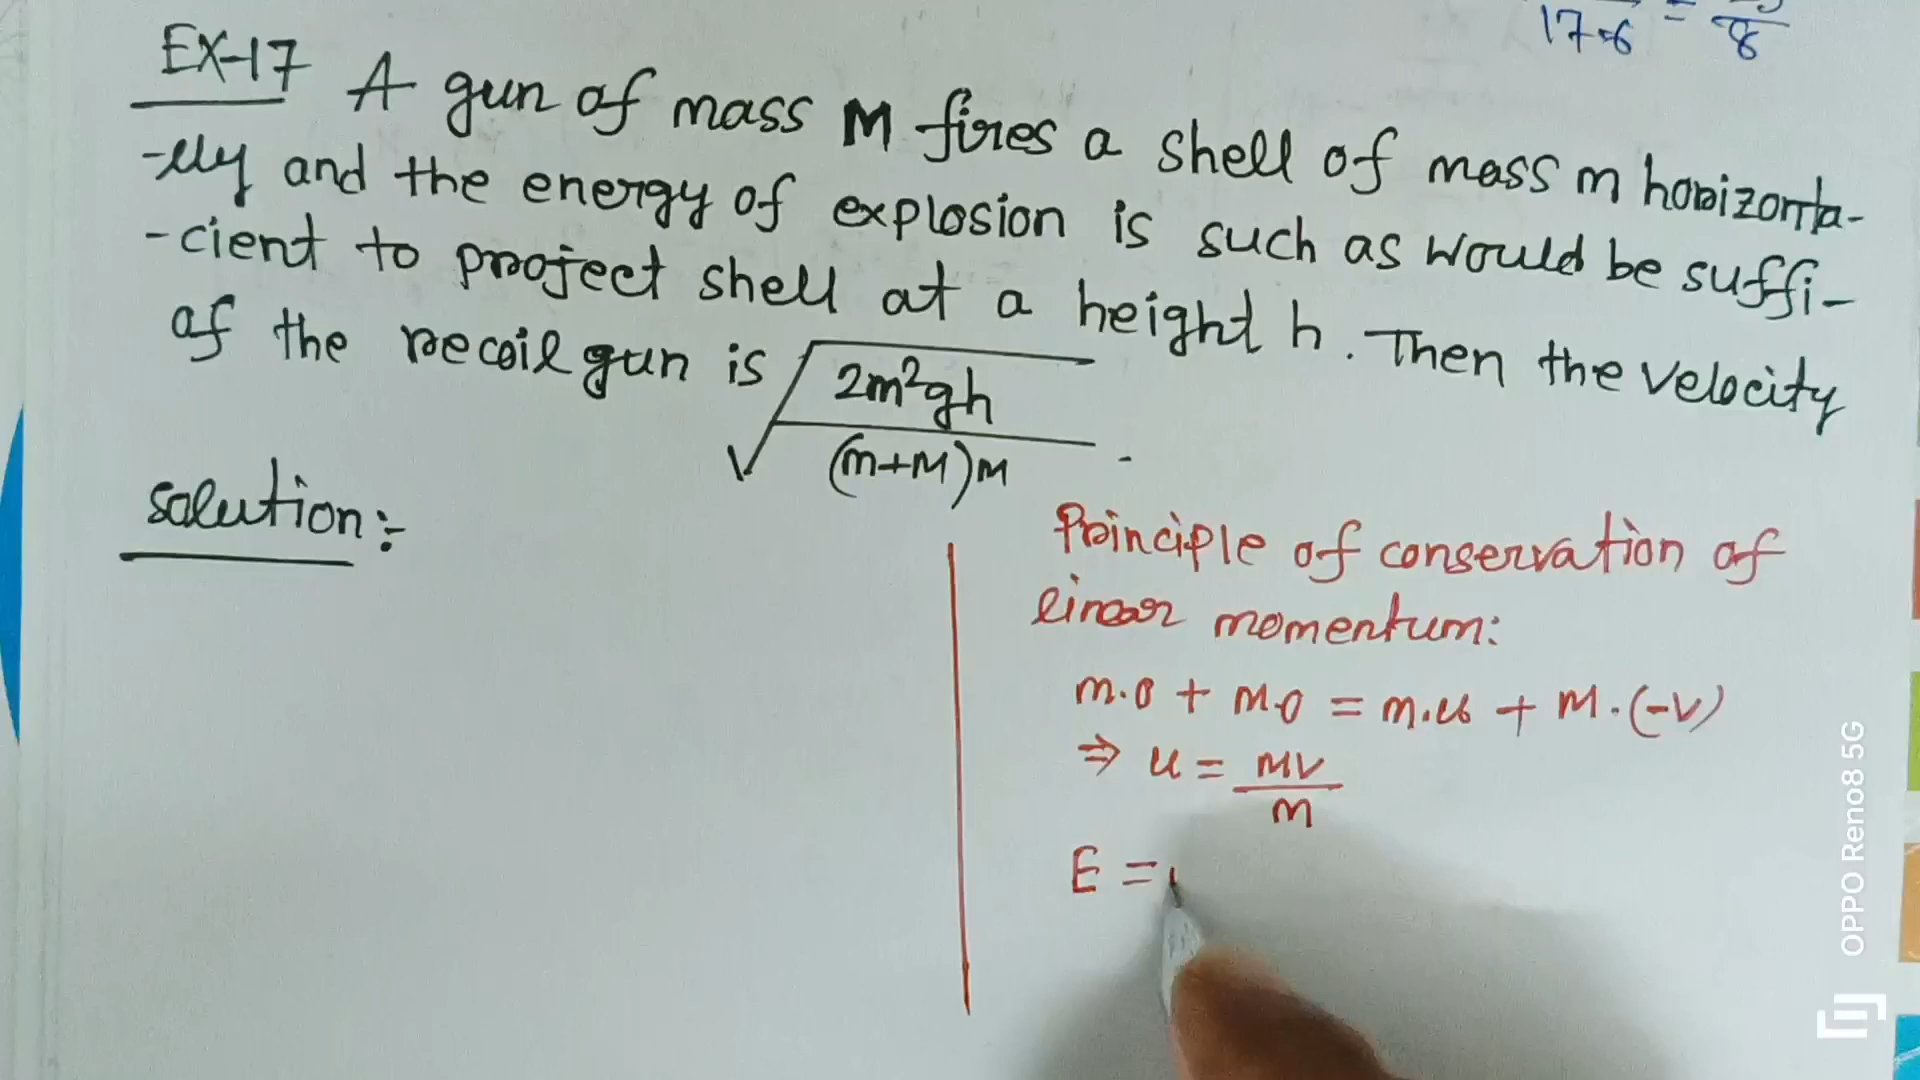 17.6 = 8
EX-17 A gun of mass M fires a shell of mass m horizonta-
-lly and the energy of explosion is such as would be suffi-
-cient to project shell at a height h. Then the velocity
of the recoil gun is √2m²gh/(m+M)M .
solution:-
Principle of conservation of
linear momentum:
m.0 + M.0 = m.u + M.(-V)
⇒ u = MV/m
E =
OPPO Reno8 5G